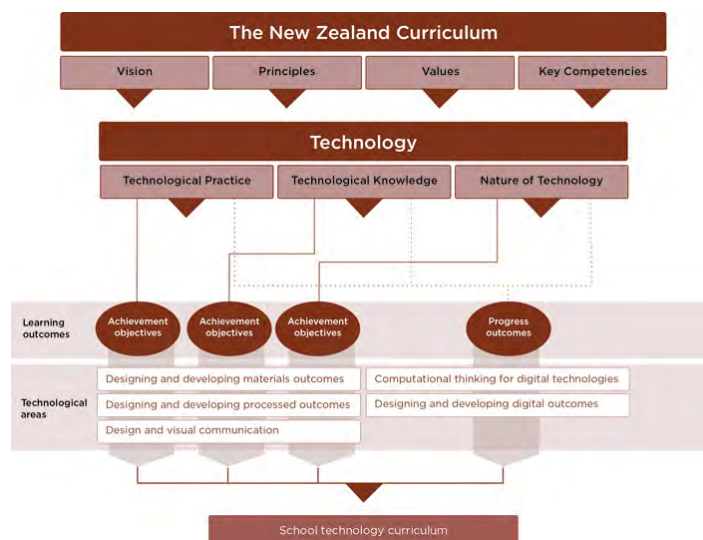 The New Zealand Curriculum
Vision
Principles
Values
Key Competencies
Technology
Technological Practice
Technological Knowledge
Nature of Technology
Learning
outcomes
Achievement
objectives
Achievement
objectives
Achievement
objectives
Progress
outcomes
Technological
areas
Designing and developing materials outcomes
Designing and developing processed outcomes
Design and visual communication
Computational thinking for digital technologies
Designing and developing digital outcomes
School technology curriculum